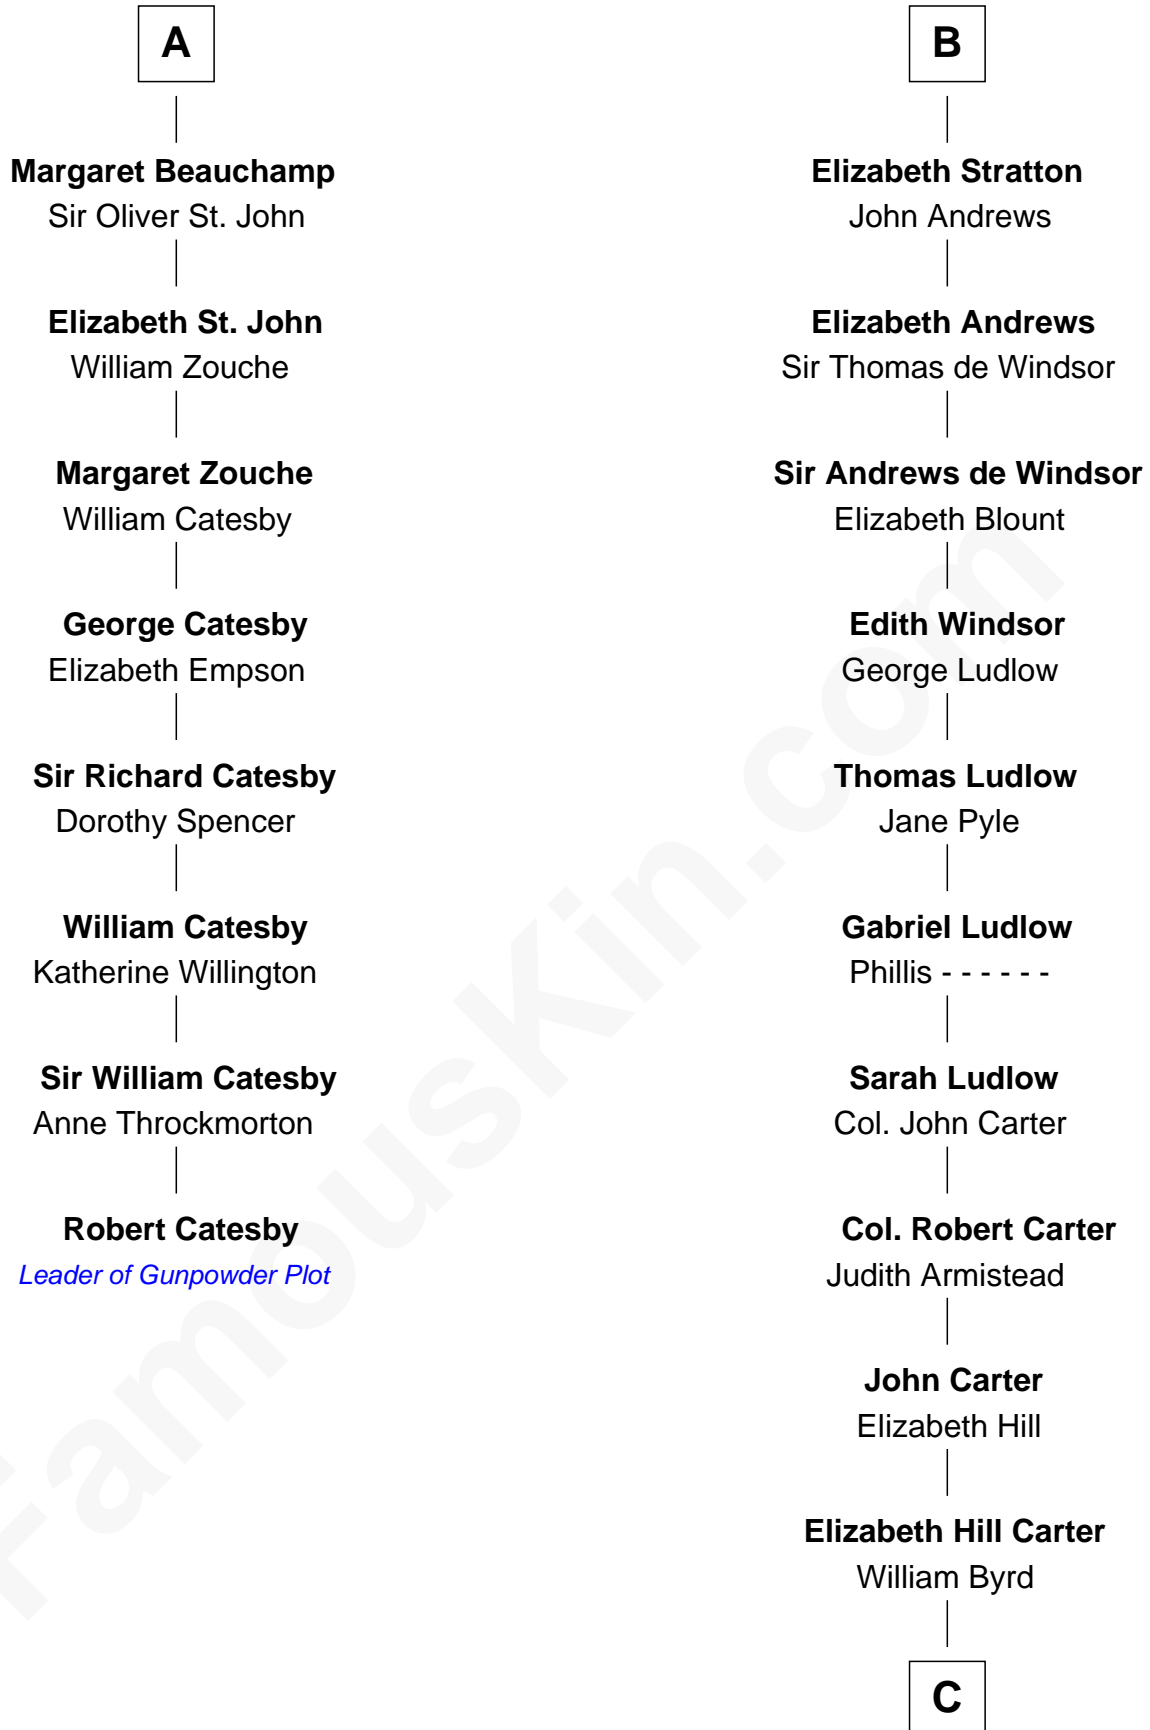 A
Margaret Beauchamp
Sir Oliver St. John
Elizabeth St. John
William Zouche
Margaret Zouche
William Catesby
George Catesby
Elizabeth Empson
Sir Richard Catesby
Dorothy Spencer
William Catesby
Katherine Willington
Sir William Catesby
Anne Throckmorton
Robert Catesby
Leader of Gunpowder Plot
B
Elizabeth Stratton
John Andrews
Elizabeth Andrews
Sir Thomas de Windsor
Sir Andrews de Windsor
Elizabeth Blount
Edith Windsor
George Ludlow
Thomas Ludlow
Jane Pyle
Gabriel Ludlow
Phillis - - - - - -
Sarah Ludlow
Col. John Carter
Col. Robert Carter
Judith Armistead
John Carter
Elizabeth Hill
Elizabeth Hill Carter
William Byrd
C
FamousKin.com